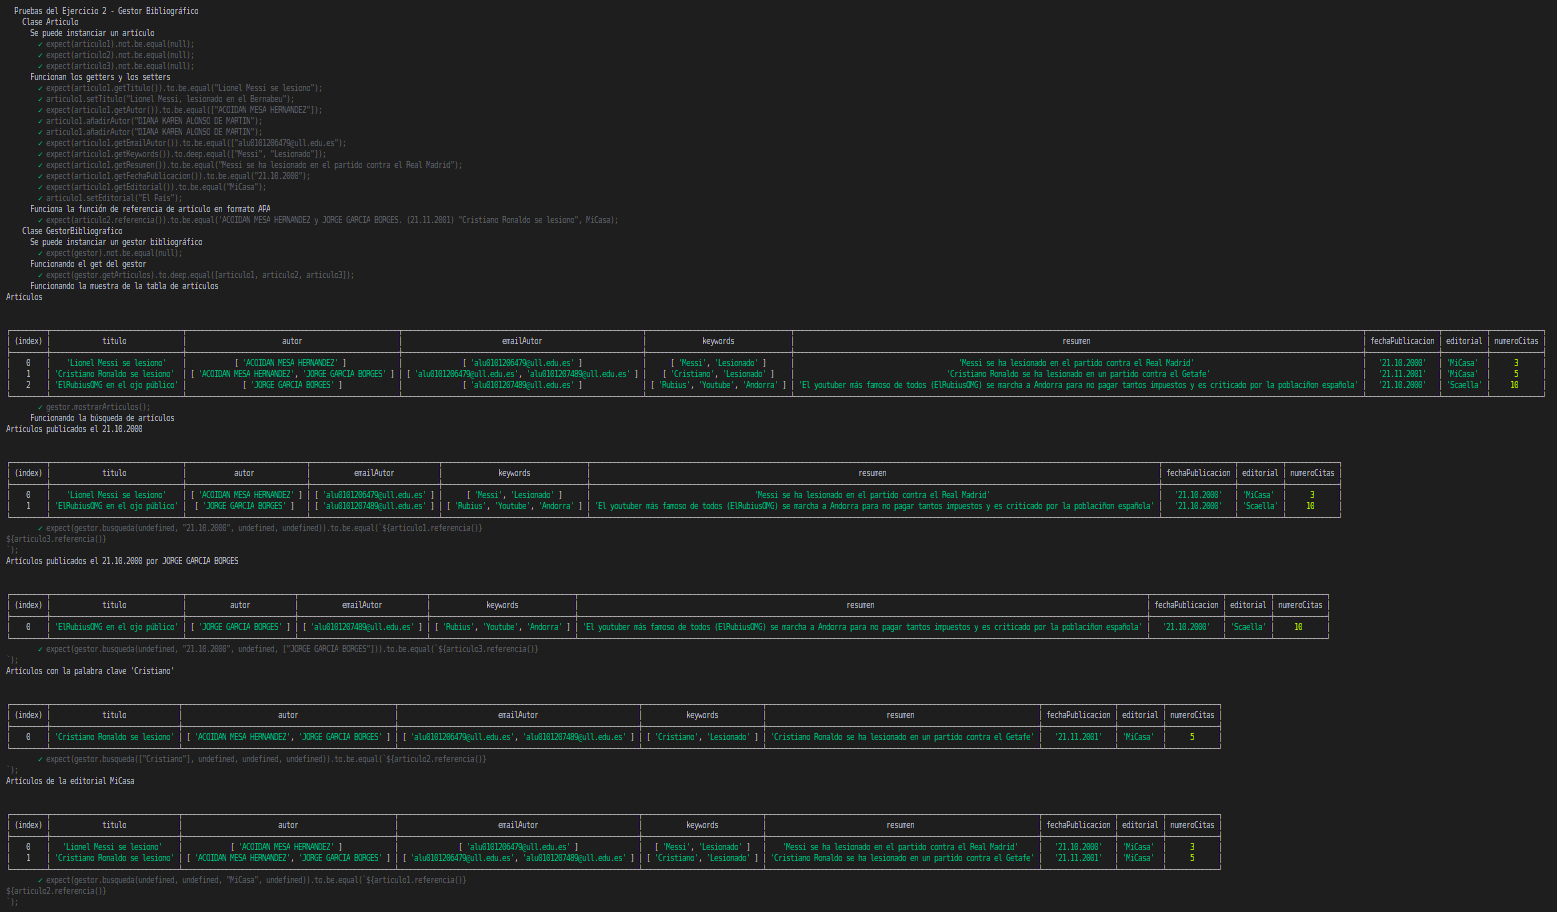 Pruebas del Ejercicio 2 - Gestor Bibliográfico
Clase Articulo
Se puede instanciar un artículo
✓ expect(articulo1).not.be.equal(null);
✓ expect(articulo2).not.be.equal(null);
✓ expect(articulo3).not.be.equal(null);
Funcionan los getters y los setters
✓ expect(articulo1.getTitulo()).to.be.equal("Lionel Messi se lesiono");
✓ articulo1.setTitulo("Lionel Messi, lesionado en el Bernabeu");
✓ expect(articulo1.getAutor()).to.be.equal(["ACOIDAN MESA HERNANDEZ"]);
✓ articulo1.añadirAutor("DIANA KAREN ALONSO DE MARTIN");
✓ articulo1.añadirAutor("DIANA KAREN ALONSO DE MARTIN");
✓ expect(articulo1.getEmailAutor()).to.be.equal(["alu0101206479@ull.edu.es");
✓ expect(articulo1.getKeywords()).to.deep.equal(["Messi", "Lesionado"]);
✓ expect(articulo1.getResumen()).to.be.equal("Messi se ha lesionado en el partido contra el Real Madrid");
✓ expect(articulo1.getFechaPublicacion()).to.be.equal("21.10.2000");
✓ expect(articulo1.getEditorial()).to.be.equal("MiCasa");
✓ articulo1.setEditorial("El País");
Funciona la función de referencia de artículo en formato APA
✓ expect(articulo2.referencia()).to.be.equal('ACOIDAN MESA HERNANDEZ y JORGE GARCIA BORGES. (21.11.2001) "Cristiano Ronaldo se lesiono", MiCasa);
Clase GestorBibliografico
Se puede instanciar un gestor bibliográfico
✓ expect(gestor).not.be.equal(null);
Funcionando el get del gestor
✓ expect(gestor.getArticulos).to.deep.equal([articulo1, articulo2, articulo3]);
Funcionando la muestra de la tabla de artículos
Artículos
(index) titulo autor emailAutor keywords resumen fechaPublicacion editorial numeroCitas
0 'Lionel Messi se lesiono' [ 'ACOIDAN MESA HERNANDEZ' ] [ 'alu0101206479@ull.edu.es' ] [ 'Messi', 'Lesionado' ] 'Messi se ha lesionado en el partido contra el Real Madrid' '21.10.2000' 'MiCasa' 3
1 'Cristiano Ronaldo se lesiono' [ 'ACOIDAN MESA HERNANDEZ', 'JORGE GARCIA BORGES' ] [ 'alu0101206479@ull.edu.es', 'alu0101207489@ull.edu.es' ] [ 'Cristiano', 'Lesionado' ] 'Cristiano Ronaldo se ha lesionado en un partido contra el Getafe' '21.11.2001' 'MiCasa' 5
2 'ElRubiusOMG en el ojo público' [ 'JORGE GARCIA BORGES' ] [ 'alu0101207489@ull.edu.es' ] [ 'Rubius', 'Youtube', 'Andorra' ] 'El youtuber más famoso de todos (ElRubiusOMG) se marcha a Andorra para no pagar tantos impuestos y es criticado por la poblaciñon española' '21.10.2000' 'Scaella' 10
✓ gestor.mostrarArticulos();
Funcionando la búsqueda de artículos
Artículos publicados el 21.10.2000
(index) titulo autor emailAutor keywords resumen fechaPublicacion editorial numeroCitas
0 'Lionel Messi se lesiono' [ 'ACOIDAN MESA HERNANDEZ' ] [ 'alu0101206479@ull.edu.es' ] [ 'Messi', 'Lesionado' ] 'Messi se ha lesionado en el partido contra el Real Madrid' '21.10.2000' 'MiCasa' 3
1 'ElRubiusOMG en el ojo público' [ 'JORGE GARCIA BORGES' ] [ 'alu0101207489@ull.edu.es' ] [ 'Rubius', 'Youtube', 'Andorra' ] 'El youtuber más famoso de todos (ElRubiusOMG) se marcha a Andorra para no pagar tantos impuestos y es criticado por la poblaciñon española' '21.10.2000' 'Scaella' 10
✓ expect(gestor.busqueda(undefined, "21.10.2000", undefined, undefined)).to.be.equal(`${articulo1.referencia()}
${articulo3.referencia()}
`);
Artículos publicados el 21.10.2000 por JORGE GARCIA BORGES
(index) titulo autor emailAutor keywords resumen fechaPublicacion editorial numeroCitas
0 'ElRubiusOMG en el ojo público' [ 'JORGE GARCIA BORGES' ] [ 'alu0101207489@ull.edu.es' ] [ 'Rubius', 'Youtube', 'Andorra' ] 'El youtuber más famoso de todos (ElRubiusOMG) se marcha a Andorra para no pagar tantos impuestos y es criticado por la poblaciñon española' '21.10.2000' 'Scaella' 10
✓ expect(gestor.busqueda(undefined, "21.10.2000", undefined, ["JORGE GARCIA BORGES"])).to.be.equal(`${articulo3.referencia()}
`);
Artículos con la palabra clave 'Cristiano'
(index) titulo autor emailAutor keywords resumen fechaPublicacion editorial numeroCitas
0 'Cristiano Ronaldo se lesiono' [ 'ACOIDAN MESA HERNANDEZ', 'JORGE GARCIA BORGES' ] [ 'alu0101206479@ull.edu.es', 'alu0101207489@ull.edu.es' ] [ 'Cristiano', 'Lesionado' ] 'Cristiano Ronaldo se ha lesionado en un partido contra el Getafe' '21.11.2001' 'MiCasa' 5
✓ expect(gestor.busqueda(["Cristiano"], undefined, undefined, undefined)).to.be.equal(`${articulo2.referencia()}
`);
Artículos de la editorial MiCasa
(index) titulo autor emailAutor keywords resumen fechaPublicacion editorial numeroCitas
0 'Lionel Messi se lesiono' [ 'ACOIDAN MESA HERNANDEZ' ] [ 'alu0101206479@ull.edu.es' ] [ 'Messi', 'Lesionado' ] 'Messi se ha lesionado en el partido contra el Real Madrid' '21.10.2000' 'MiCasa' 3
1 'Cristiano Ronaldo se lesiono' [ 'ACOIDAN MESA HERNANDEZ', 'JORGE GARCIA BORGES' ] [ 'alu0101206479@ull.edu.es', 'alu0101207489@ull.edu.es' ] [ 'Cristiano', 'Lesionado' ] 'Cristiano Ronaldo se ha lesionado en un partido contra el Getafe' '21.11.2001' 'MiCasa' 5
✓ expect(gestor.busqueda(undefined, undefined, "MiCasa", undefined)).to.be.equal(`${articulo1.referencia()}
${articulo2.referencia()}
`);